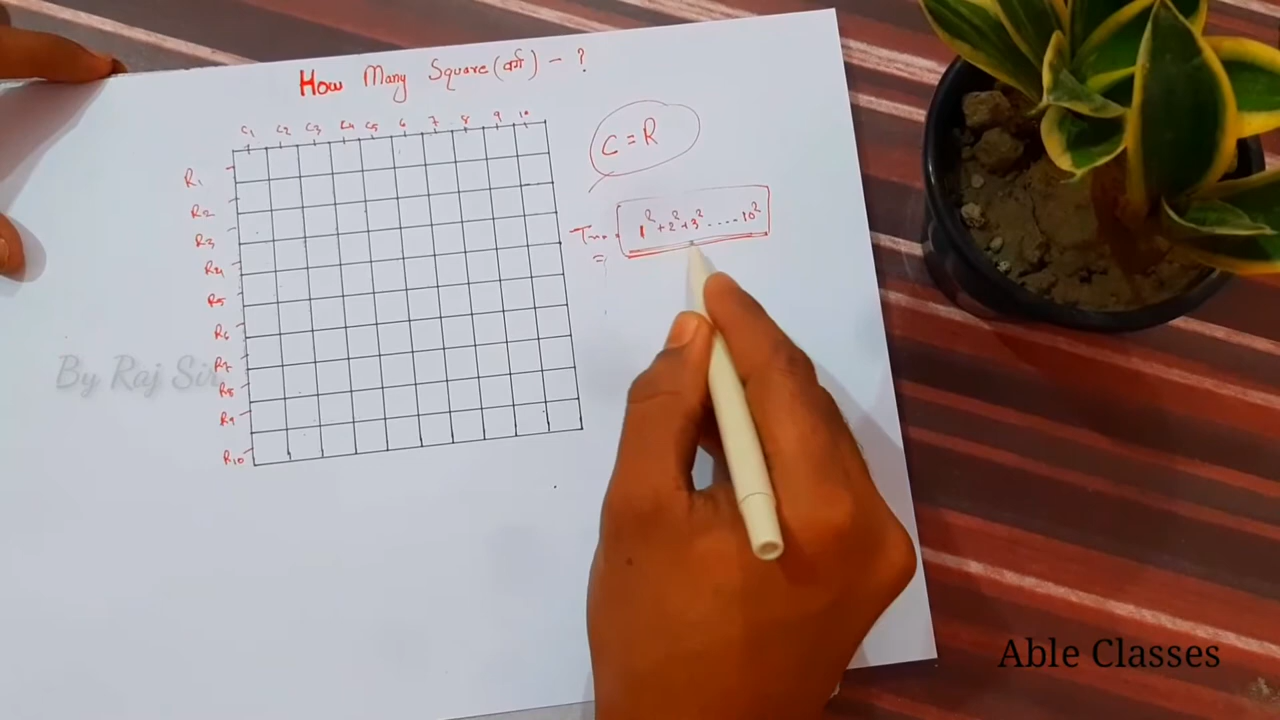 How Many Square(वर्ग) - ?
C1 C2 C3 C4 C5 6 7 8 9 10
R1
R2
R3
R4
R5
R6
R7
R8
R9
R10
C = R
1²+2²+3².....10²
=
By Raj Sir
Able Classes